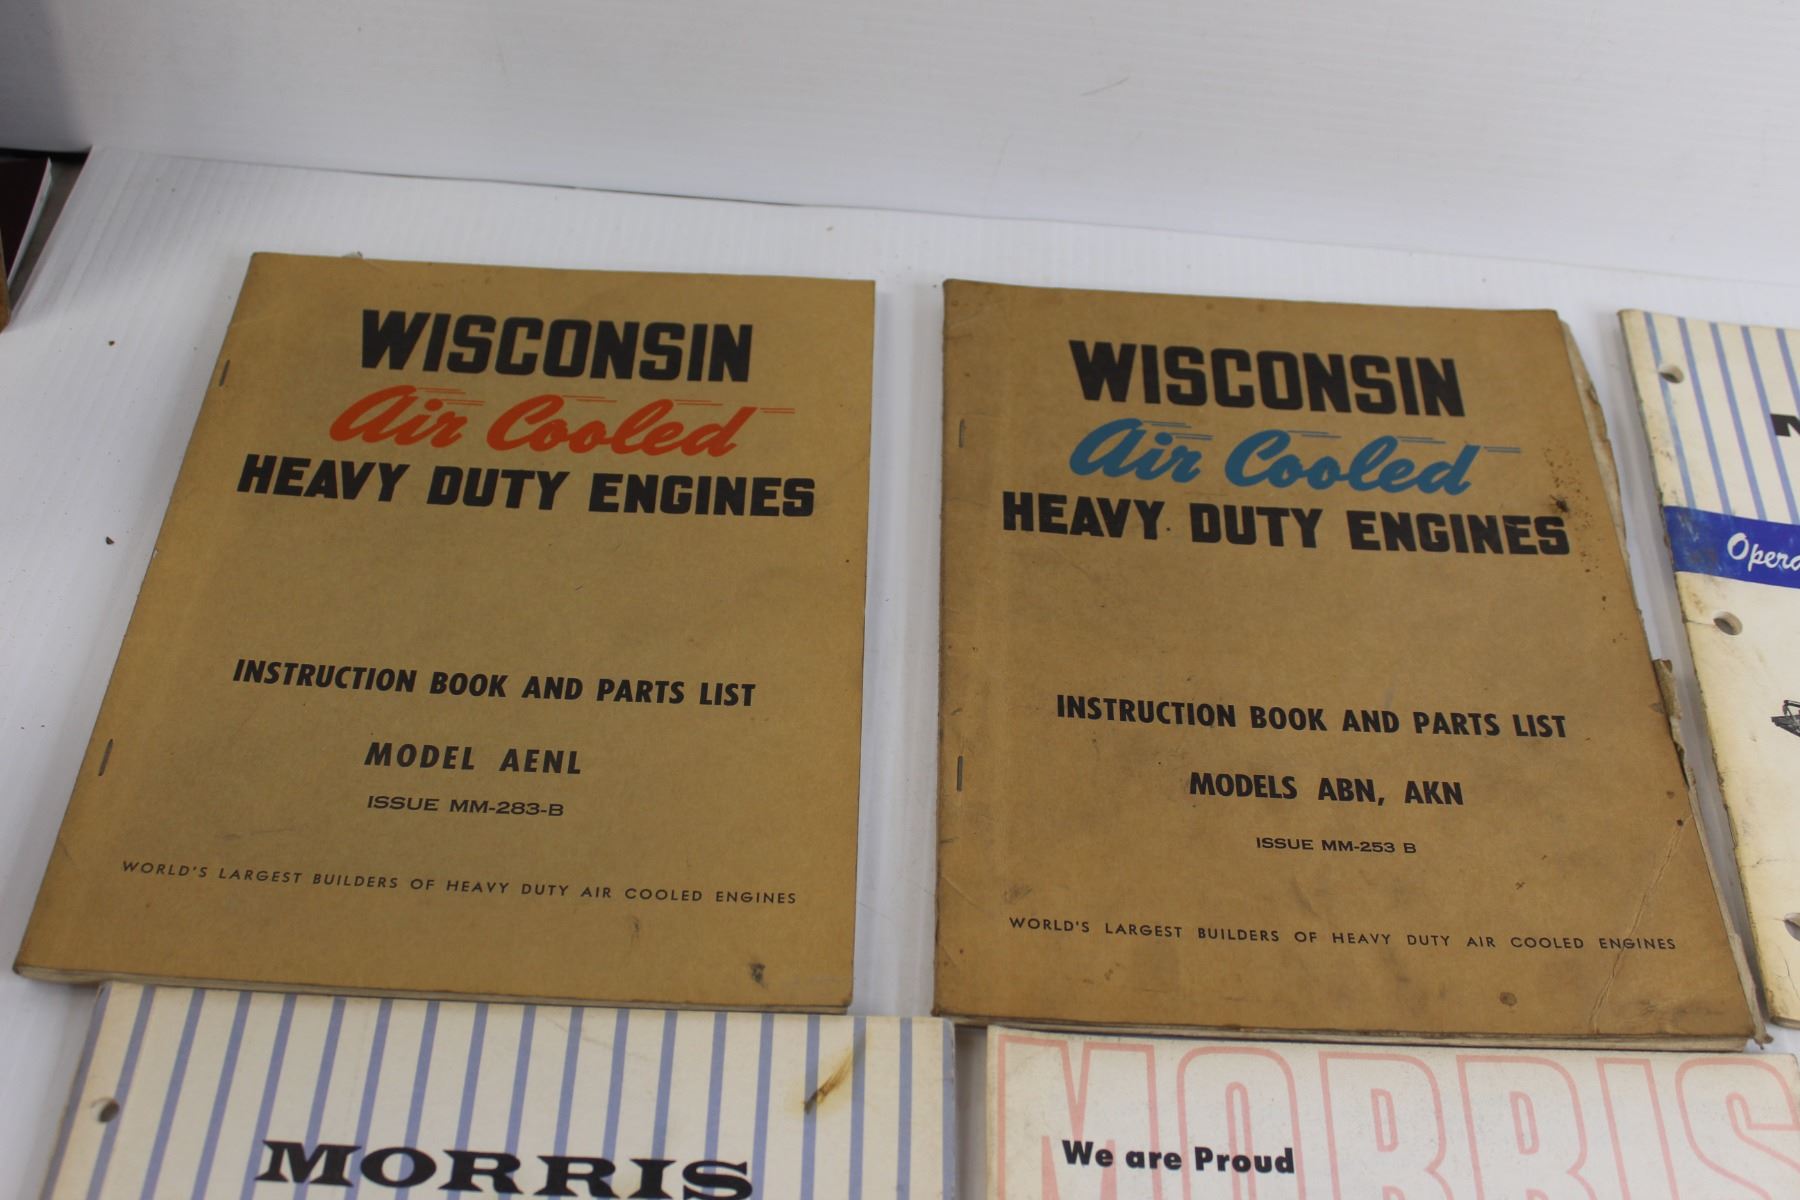 WISCONSIN
Air Cooled
HEAVY DUTY ENGINES
INSTRUCTION BOOK AND PARTS LIST
MODEL AENL
ISSUE MM-283-B
WORLD'S LARGEST BUILDERS OF HEAVY DUTY AIR COOLED ENGINES
WISCONSIN
Air Cooled
HEAVY DUTY ENGINES
INSTRUCTION BOOK AND PARTS LIST
MODELS ABN, AKN
ISSUE MM-253 B
WORLD'S LARGEST BUILDERS OF HEAVY DUTY AIR COOLED ENGINES
MORRIS
MORRIS
We are Proud